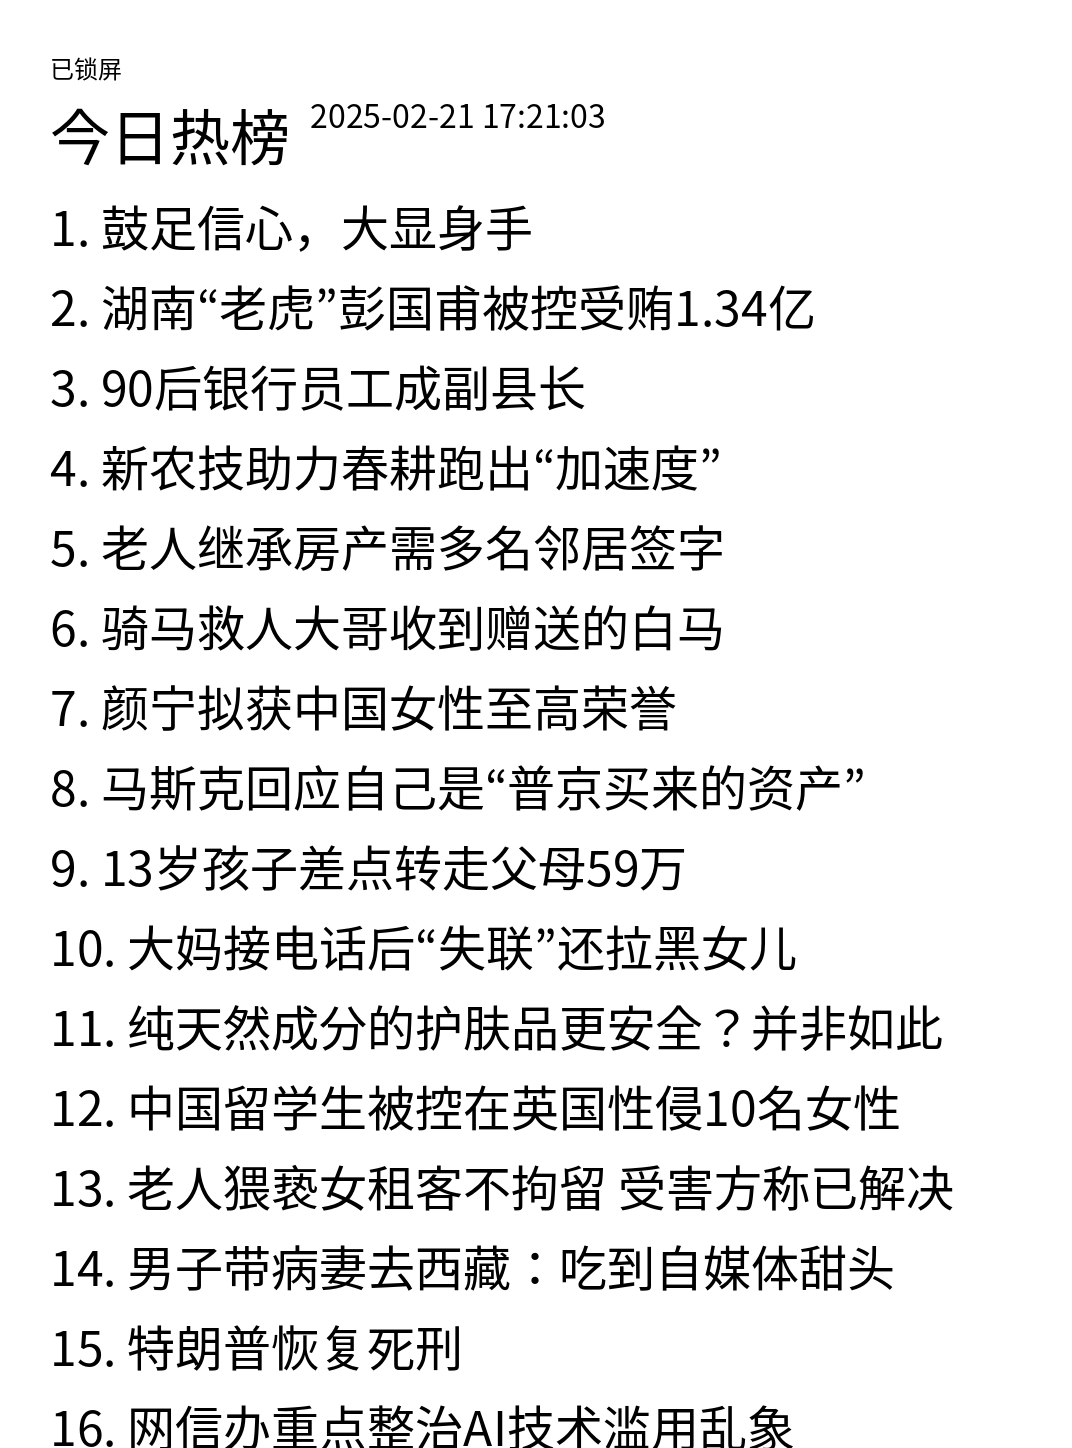 已锁屏
今日热榜 2025-02-21 17:21:03
1. 鼓足信心，大显身手
2. 湖南“老虎”彭国甫被控受贿1.34亿
3. 90后银行员工成副县长
4. 新农技助力春耕跑出“加速度”
5. 老人继承房产需多名邻居签字
6. 骑马救人大哥收到赠送的白马
7. 颜宁拟获中国女性至高荣誉
8. 马斯克回应自己是“普京买来的资产”
9. 13岁孩子差点转走父母59万
10. 大妈接电话后“失联”还拉黑女儿
11. 纯天然成分的护肤品更安全？并非如此
12. 中国留学生被控在英国性侵10名女性
13. 老人猥亵女租客不拘留 受害方称已解决
14. 男子带病妻去西藏：吃到自媒体甜头
15. 特朗普恢复死刑
16. 网信办重点整治AI技术滥用乱象